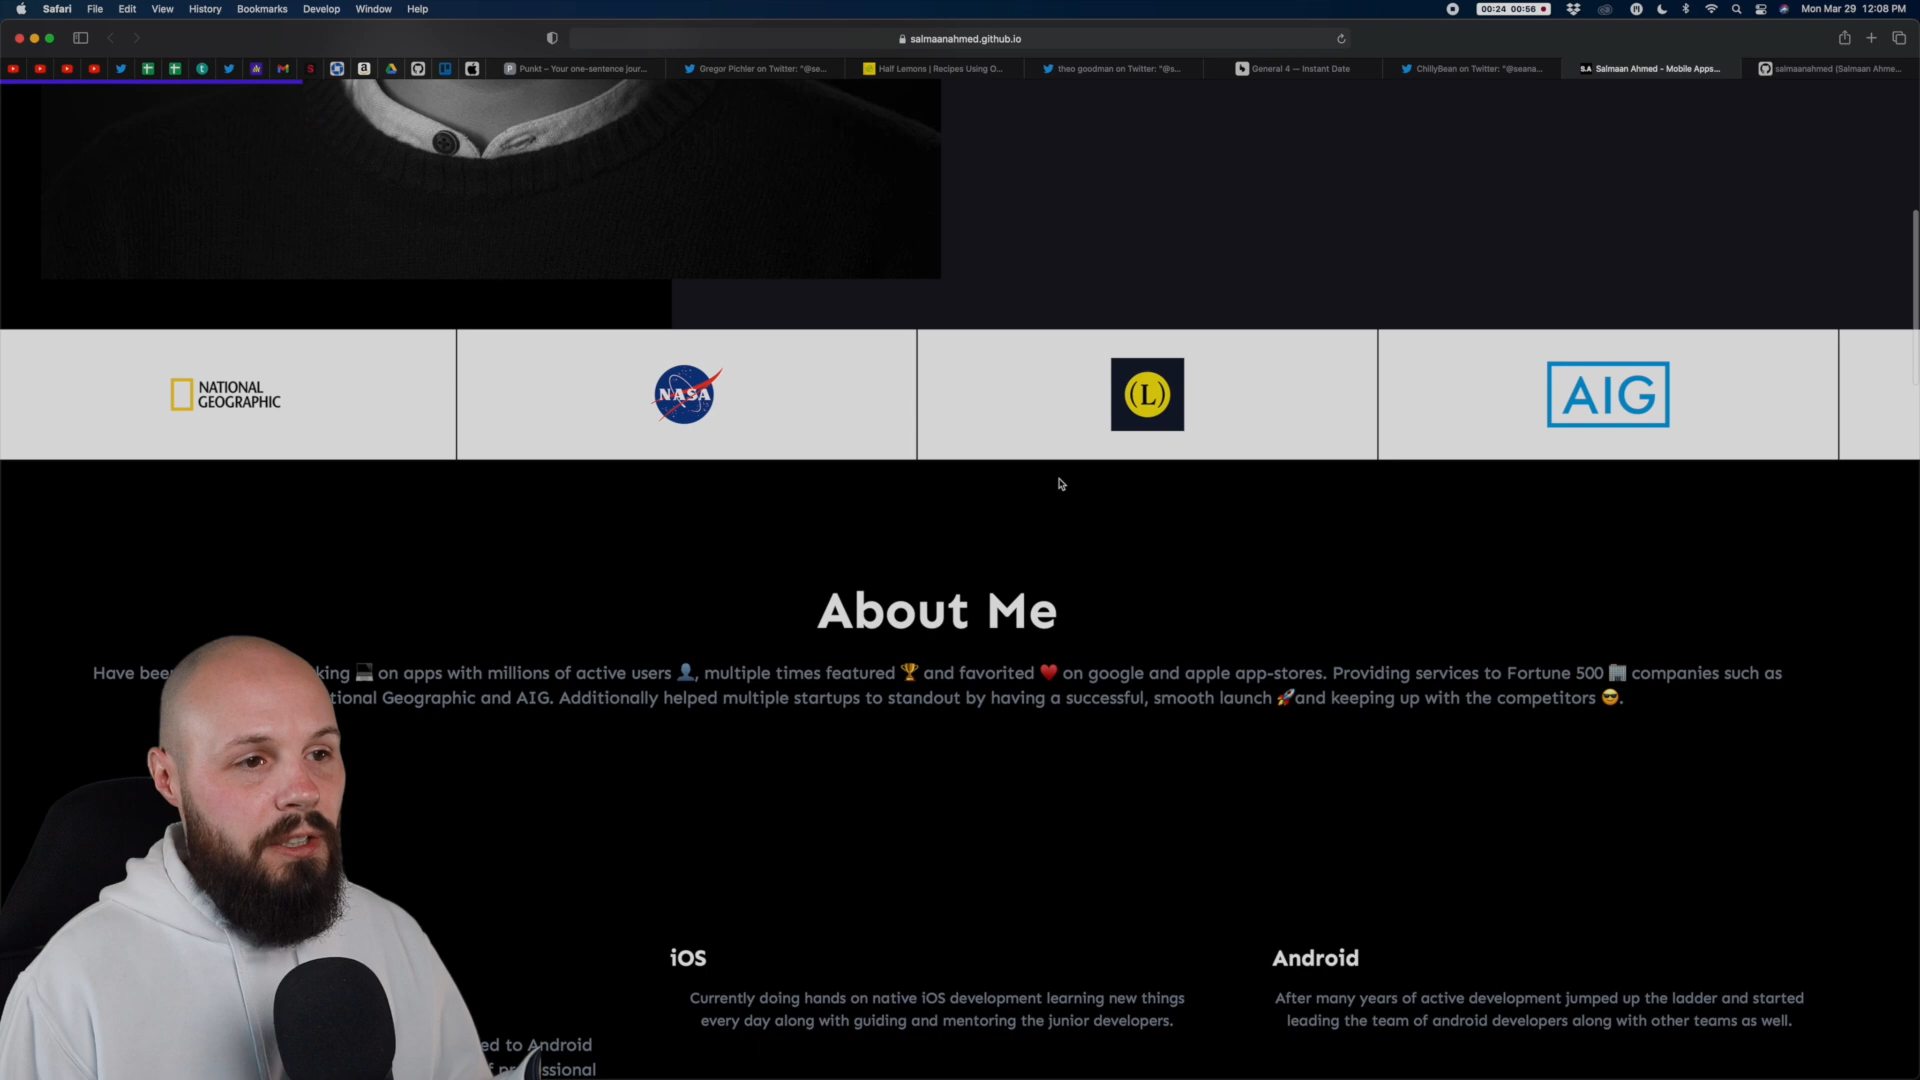 Safari File Edit View History Bookmarks Develop Window Help
00:24 00:56
Mon Mar 29 12:08 PM
salmaanahmed.github.io
Punkt – Your one-sentence jour...
Gregor Pichler on Twitter: "@se...
Half Lemons | Recipes Using O...
theo goodman on Twitter: "@s...
General 4 — Instant Date
ChillyBean on Twitter: "@seana...
S.A Salmaan Ahmed - Mobile Apps...
salmaanahmed (Salmaan Ahme...
NATIONAL
GEOGRAPHIC
NASA
(L)
AIG
About Me
Have bee king 💻 on apps with millions of active users 👤, multiple times featured 🏆 and favorited ❤️ on google and apple app-stores. Providing services to Fortune 500 🏢 companies such as
tional Geographic and AIG. Additionally helped multiple startups to standout by having a successful, smooth launch 🚀and keeping up with the competitors 😎.
iOS
Currently doing hands on native iOS development learning new things
every day along with guiding and mentoring the junior developers.
Android
After many years of active development jumped up the ladder and started
leading the team of android developers along with other teams as well.
ed to Android
ssional